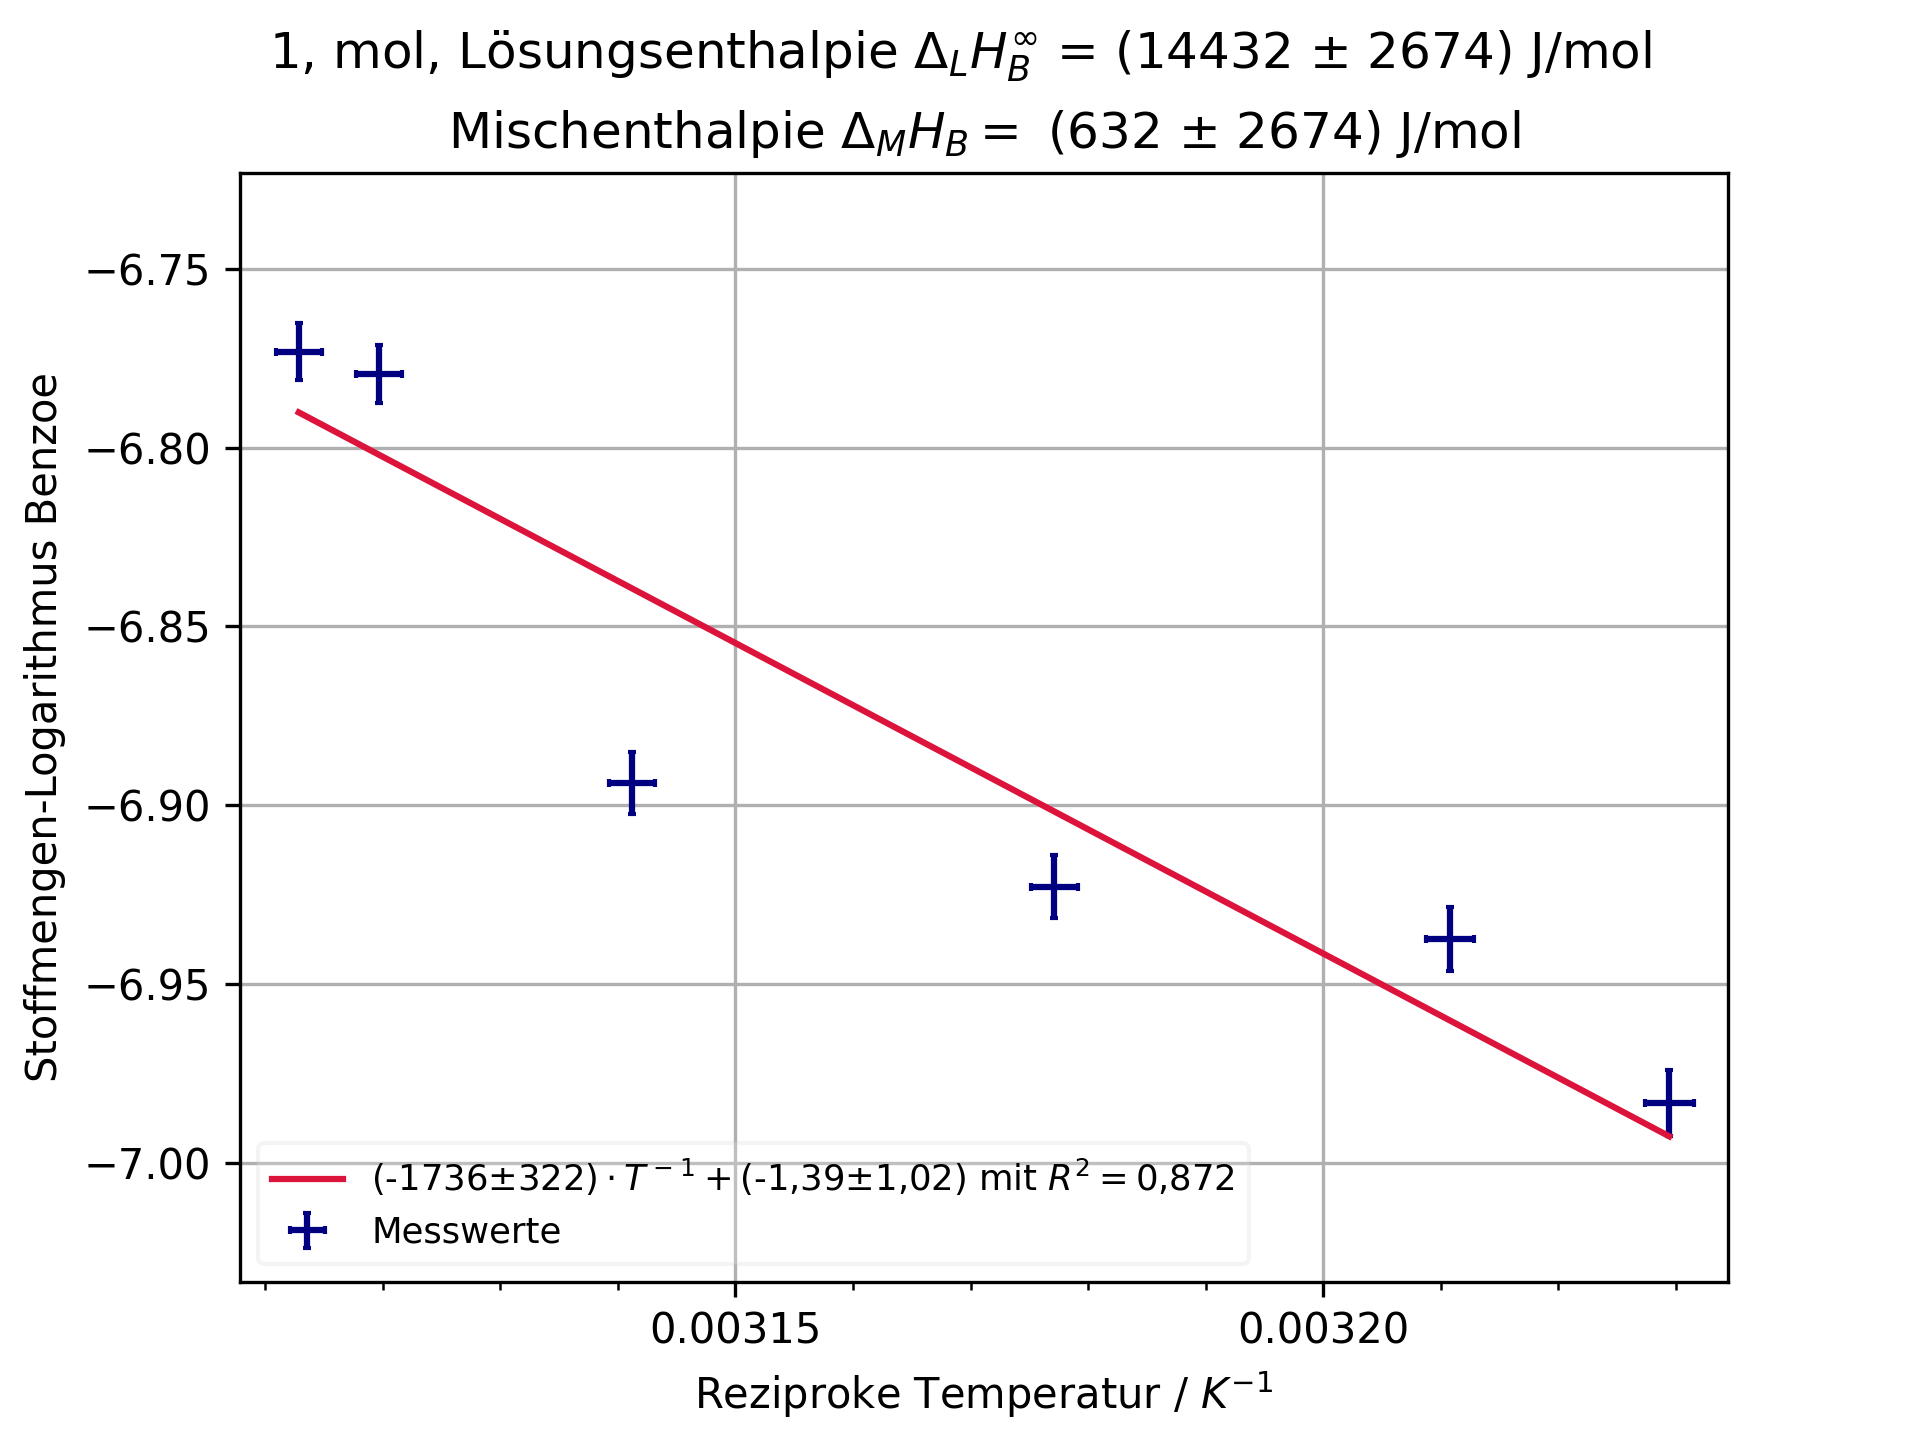 1, mol, Lösungsenthalpie Δ_L H_B^∞ = (14432 ± 2674) J/mol
Mischenthalpie Δ_M H_B = (632 ± 2674) J/mol
Stoffmengen-Logarithmus Benzoe
−6.75
−6.80
−6.85
−6.90
−6.95
−7.00
(-1736±322) · T^−1 + (-1,39±1,02) mit R^2 = 0,872
Messwerte
0.00315
0.00320
Reziproke Temperatur / K^−1